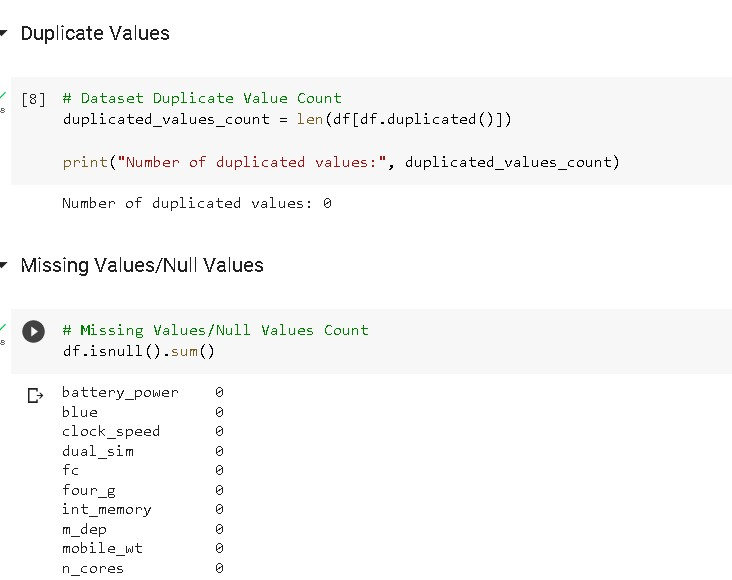 Duplicate Values
[8] # Dataset Duplicate Value Count
duplicated_values_count = len(df[df.duplicated()])
print("Number of duplicated values:", duplicated_values_count)
Number of duplicated values: 0
Missing Values/Null Values
# Missing Values/Null Values Count
df.isnull().sum()
battery_power 0
blue 0
clock_speed 0
dual_sim 0
fc 0
four_g 0
int_memory 0
m_dep 0
mobile_wt 0
n_cores 0